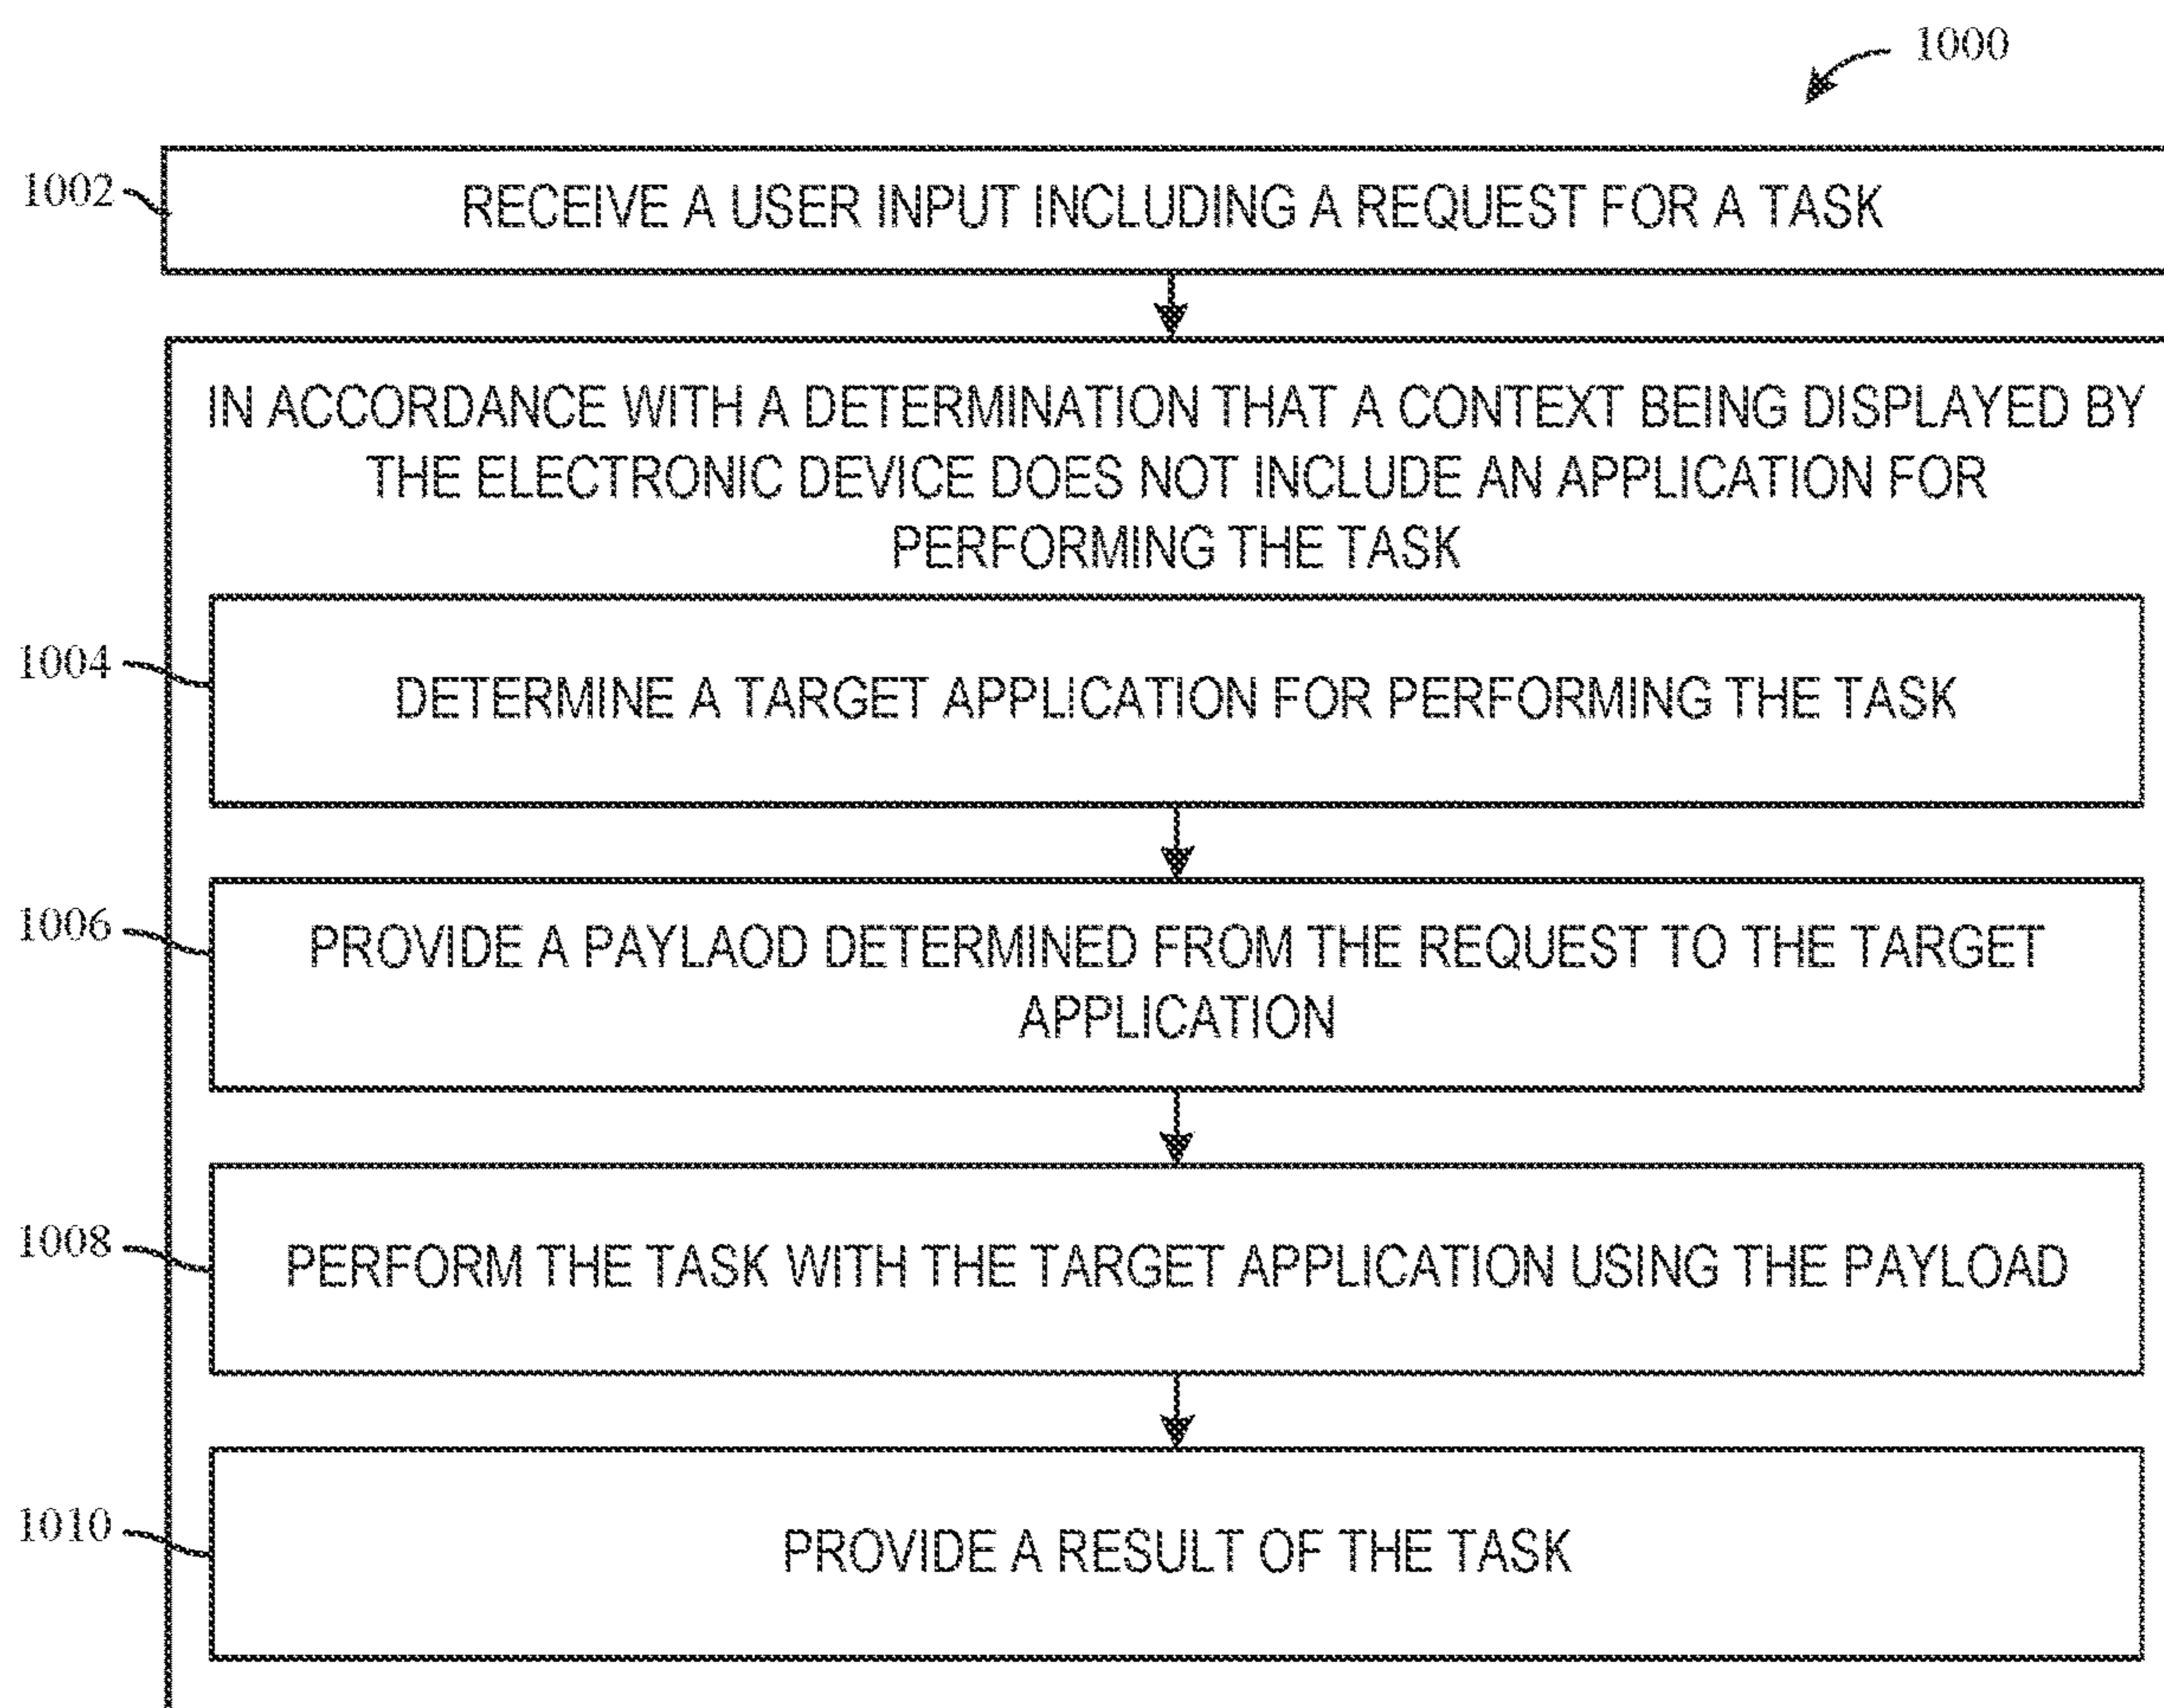 1000
1002
RECEIVE A USER INPUT INCLUDING A REQUEST FOR A TASK
IN ACCORDANCE WITH A DETERMINATION THAT A CONTEXT BEING DISPLAYED BY
THE ELECTRONIC DEVICE DOES NOT INCLUDE AN APPLICATION FOR
PERFORMING THE TASK
1004
DETERMINE A TARGET APPLICATION FOR PERFORMING THE TASK
1006
PROVIDE A PAYLAOD DETERMINED FROM THE REQUEST TO THE TARGET
APPLICATION
1008
PERFORM THE TASK WITH THE TARGET APPLICATION USING THE PAYLOAD
1010
PROVIDE A RESULT OF THE TASK